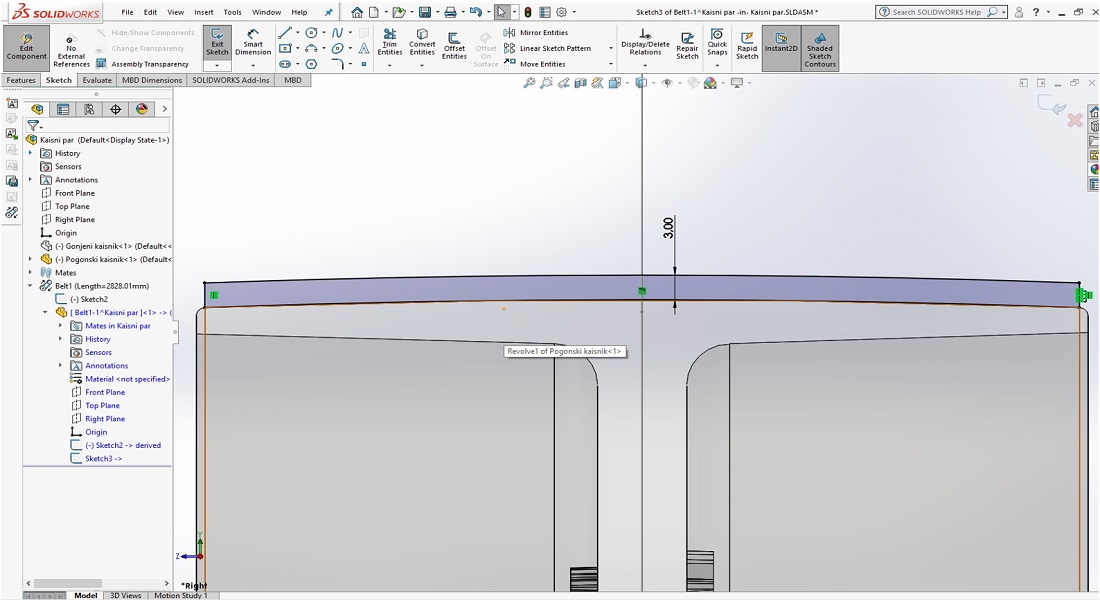 SOLIDWORKS File Edit View Insert Tools Window Help
Sketch3 of Belt1-1^Kaisni par -in- Kaisni par.SLDASM *
Search SOLIDWORKS Help
Edit Component
No External References
Hide/Show Components
Change Transparency
Assembly Transparency
Exit Sketch
Smart Dimension
Trim Entities
Convert Entities
Offset Entities
Offset On Surface
Mirror Entities
Linear Sketch Pattern
Move Entities
Display/Delete Relations
Repair Sketch
Quick Snaps
Rapid Sketch
Instant2D
Shaded Sketch Contours
Features Sketch Evaluate MBD Dimensions SOLIDWORKS Add-Ins MBD
Kaisni par (Default<Display State-1>)
History
Sensors
Annotations
Front Plane
Top Plane
Right Plane
Origin
(-) Gonjeni kaisnik<1> (Default<<
(-) Pogonski kaisnik<1> (Default<
Mates
Belt1 (Length=2828.01mm)
(-) Sketch2
[ Belt1-1^Kaisni par ]<1> -> (
Mates in Kaisni par
History
Sensors
Annotations
Material <not specified>
Front Plane
Top Plane
Right Plane
Origin
(-) Sketch2 -> derived
Sketch3 ->
3,00
Revolve1 of Pogonski kaisnik<1>
Y
Z
*Right
Model 3D Views Motion Study 1